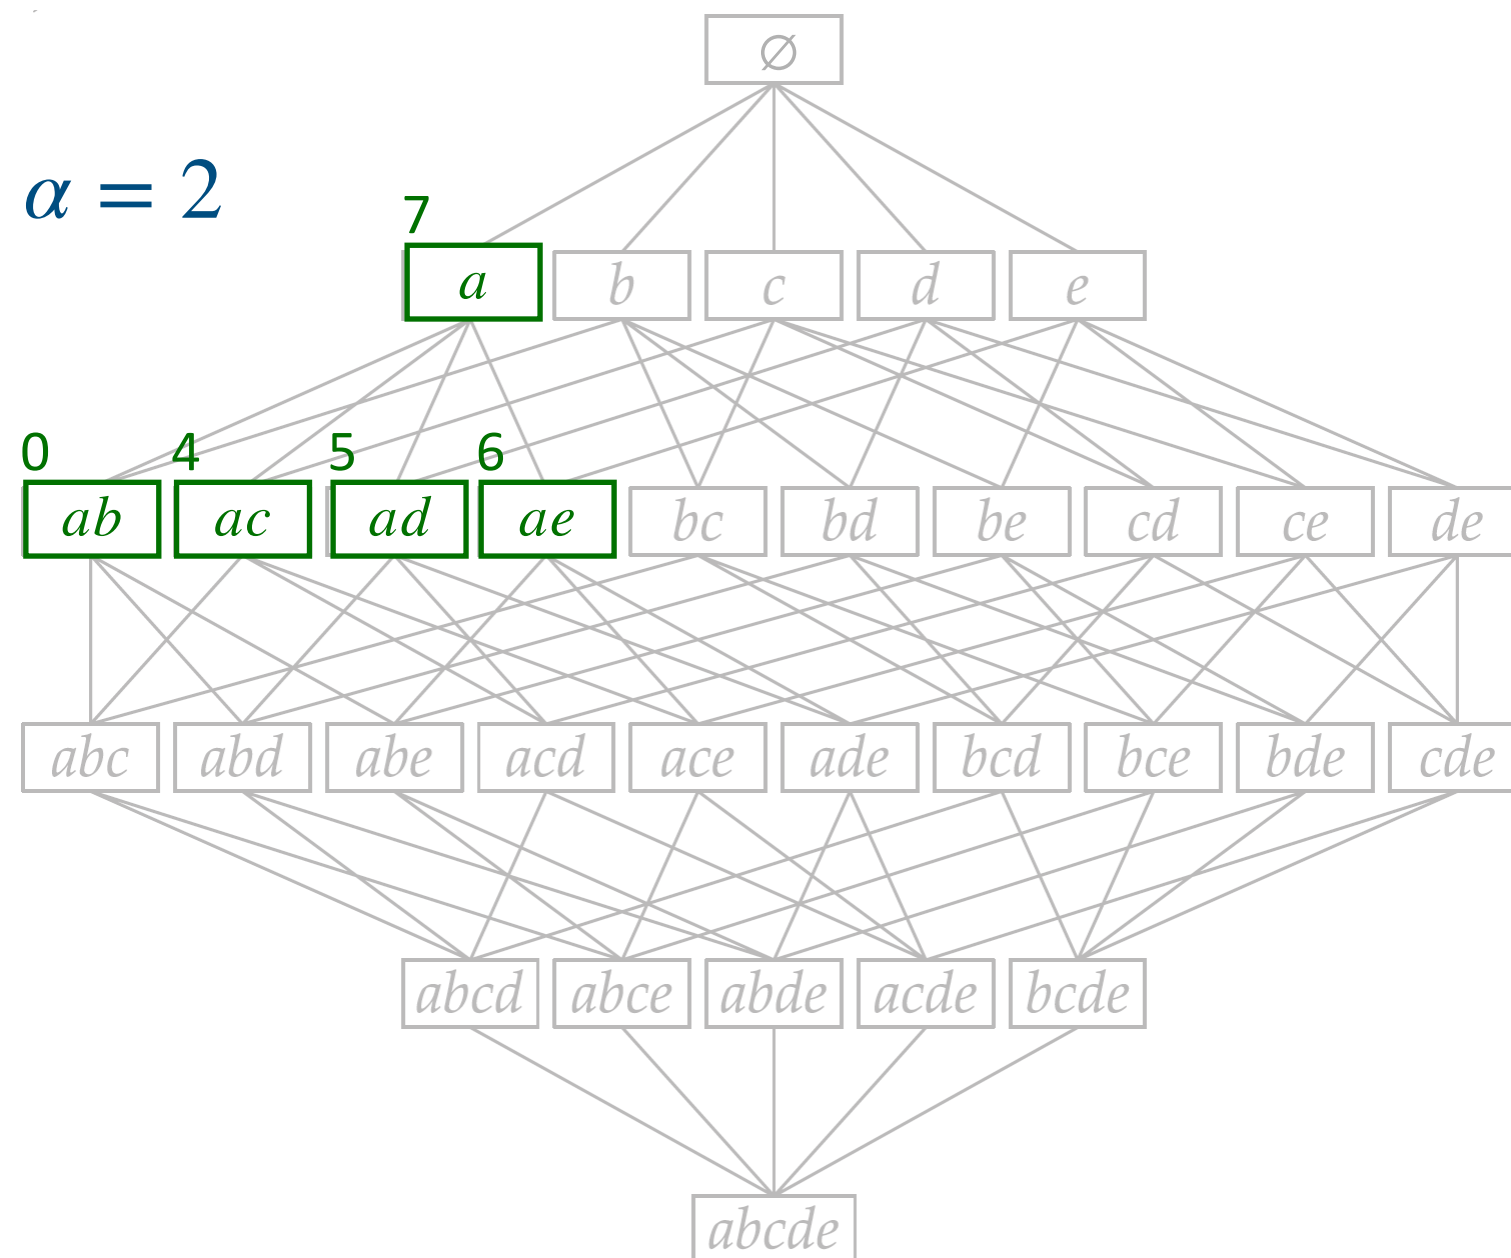 ∅
α = 2
7
a b c d e
0 4 5 6
ab ac ad ae bc bd be cd ce de
abc abd abe acd ace ade bcd bce bde cde
abcd abce abde acde bcde
abcde